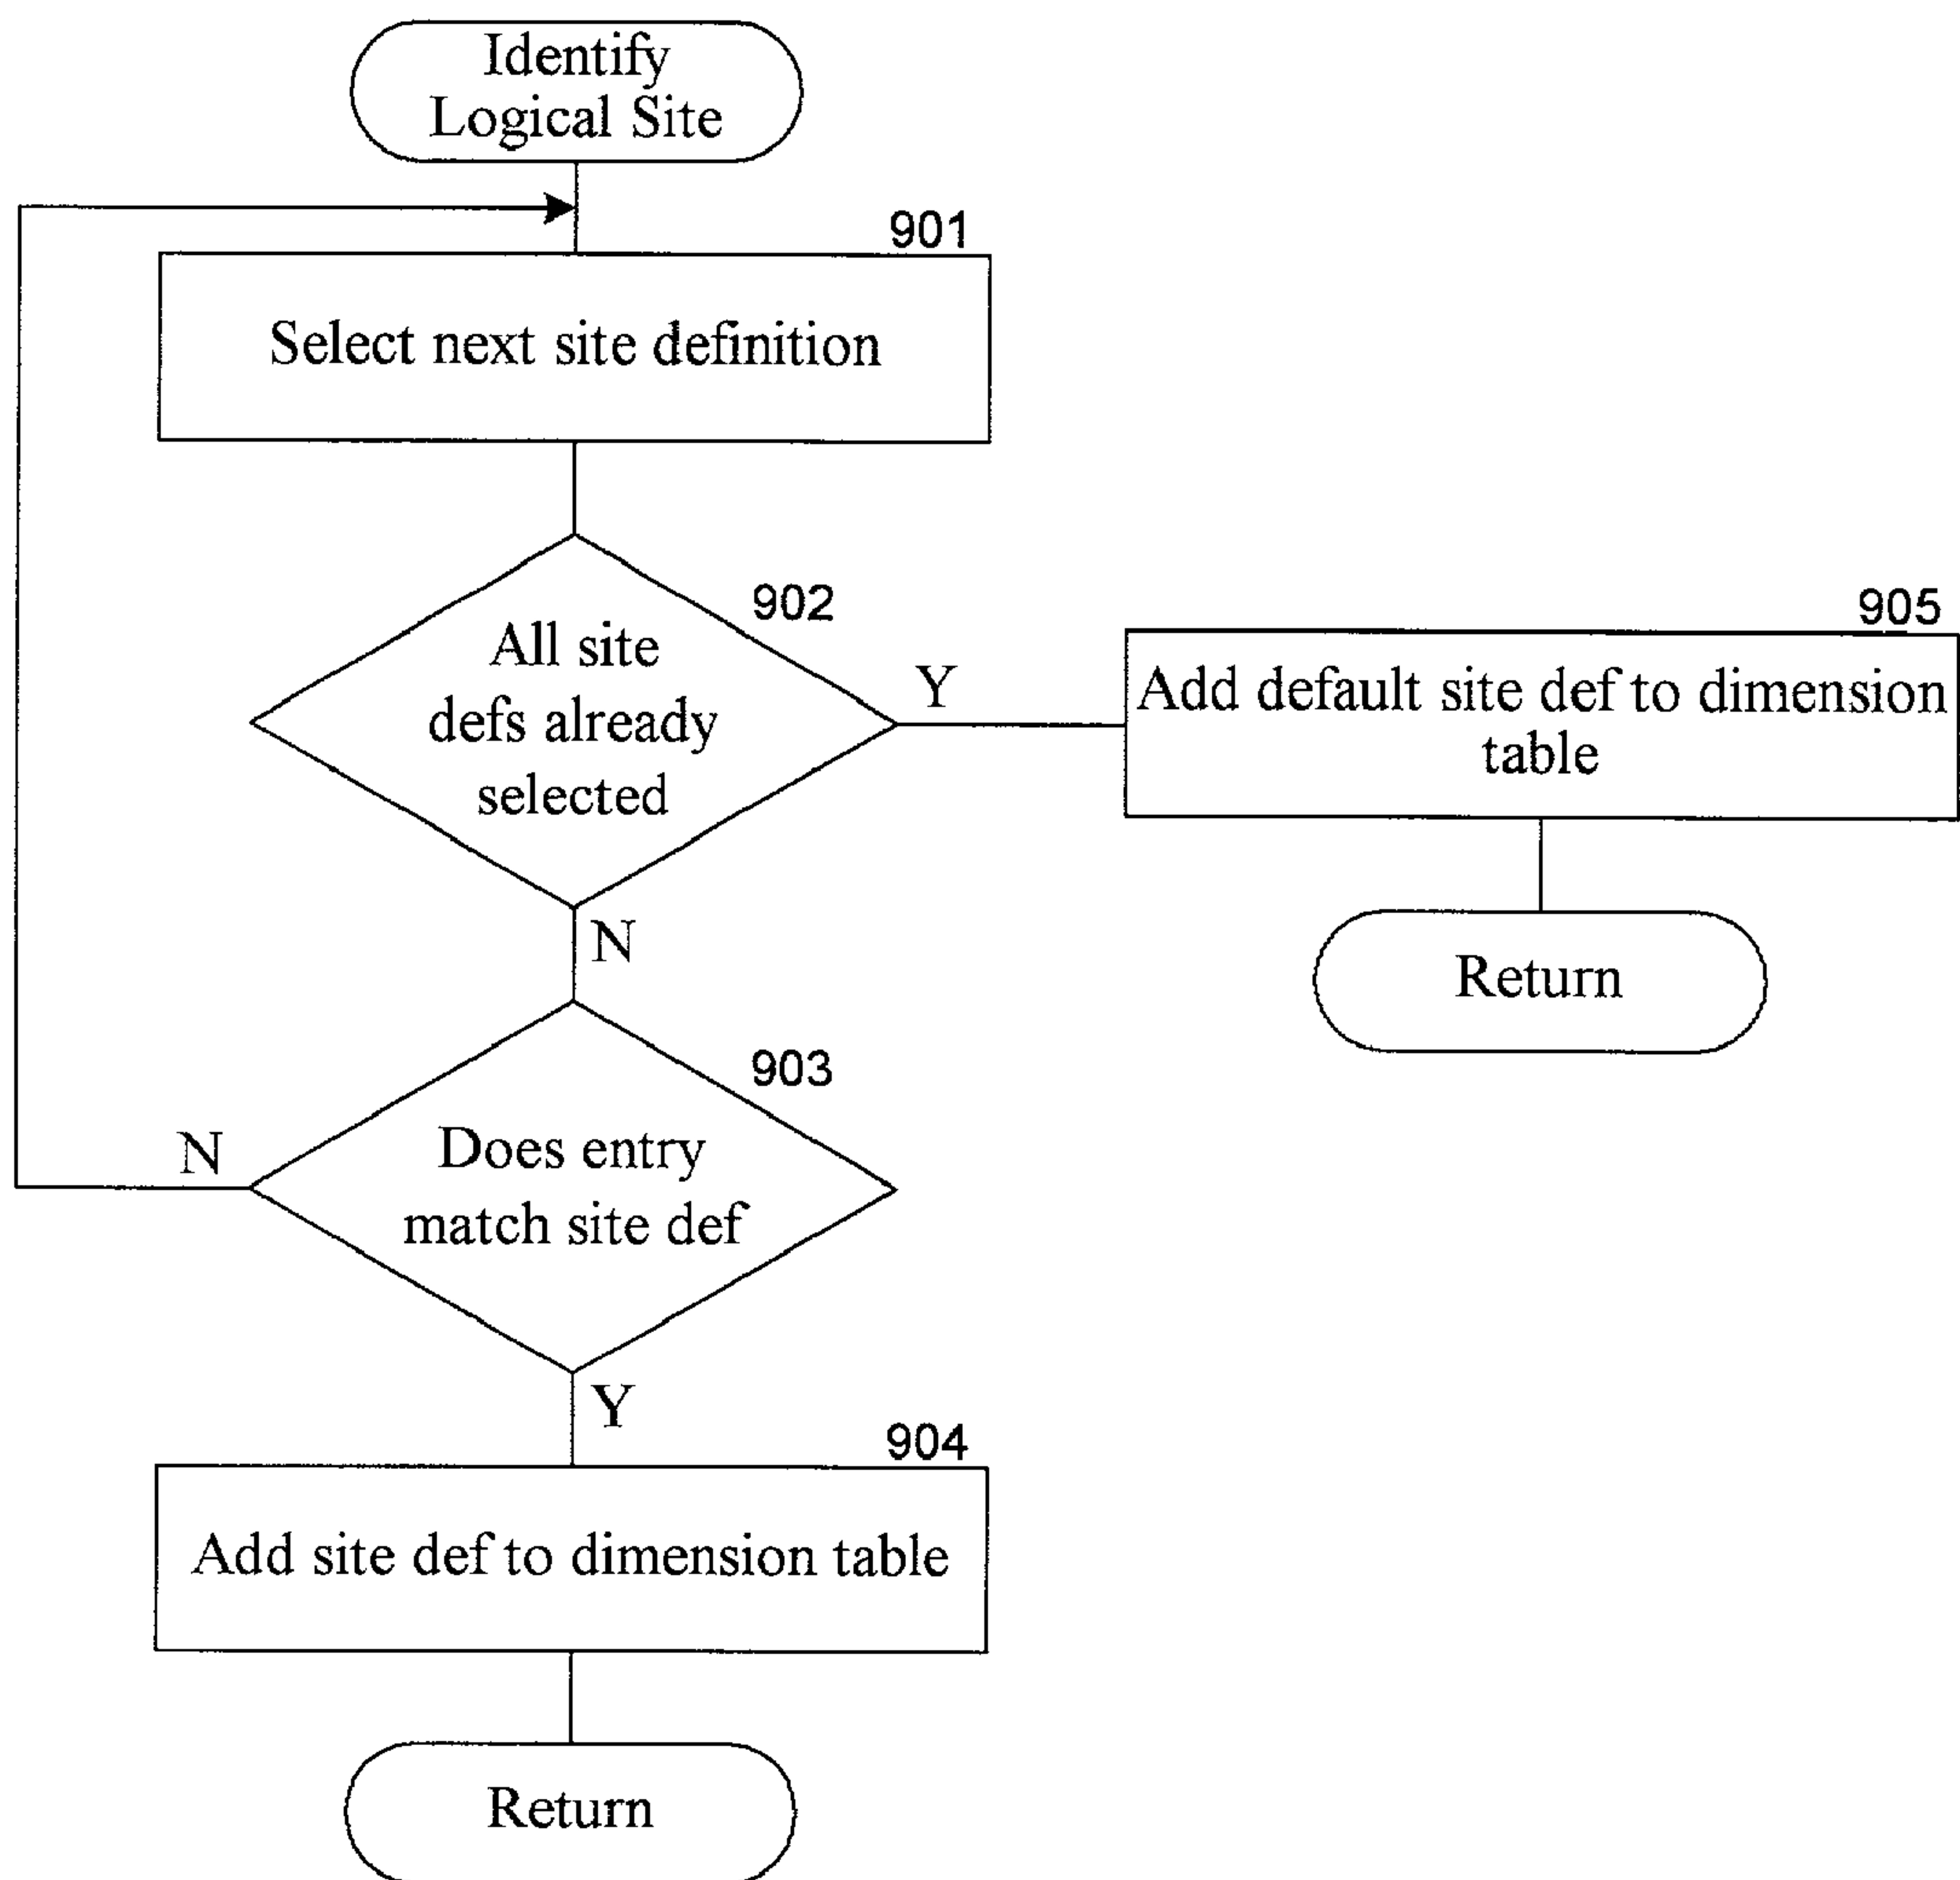 Identify
Logical Site
901
Select next site definition
902
All site
defs already
selected
Y
905
Add default site def to dimension
table
N
Return
903
Does entry
match site def
N
Y
904
Add site def to dimension table
Return